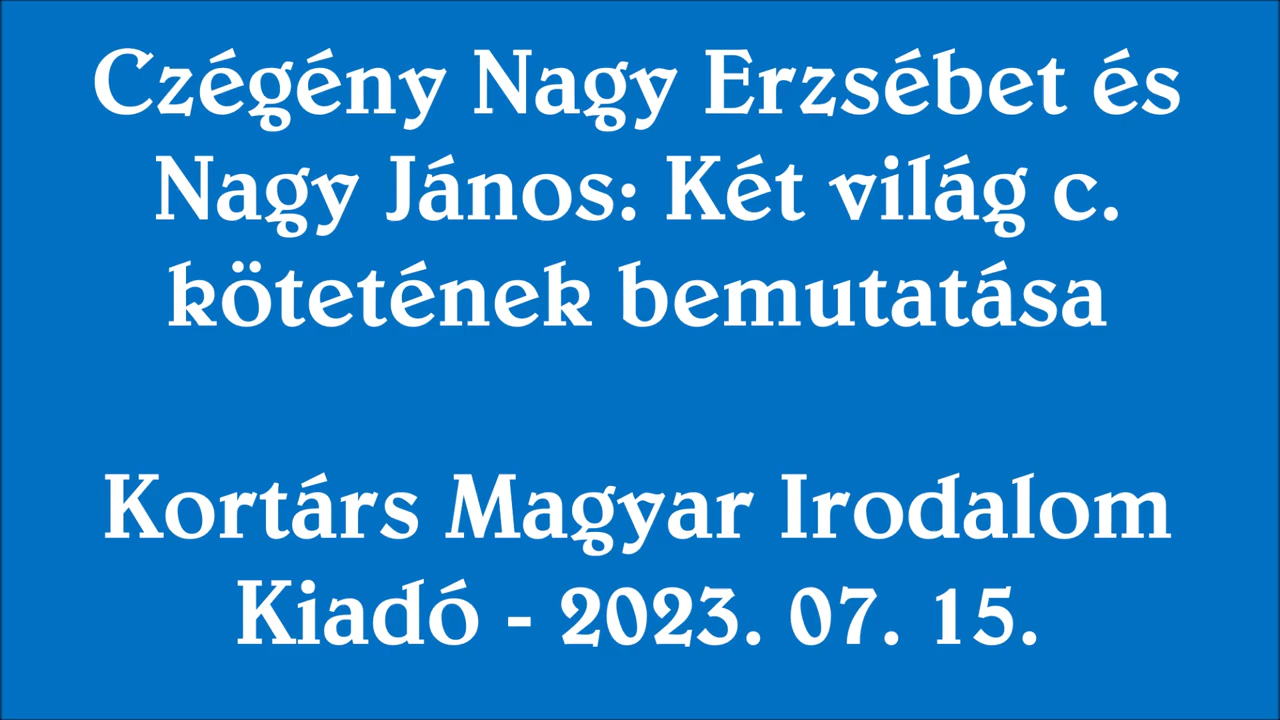 Czégény Nagy Erzsébet és
Nagy János: Két világ c.
kötetének bemutatása
Kortárs Magyar Irodalom
Kiadó - 2023. 07. 15.